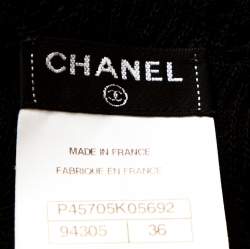 CHANEL
MADE IN FRANCE
FABRIQUE EN FRANCE
P45705K05692
94305 36